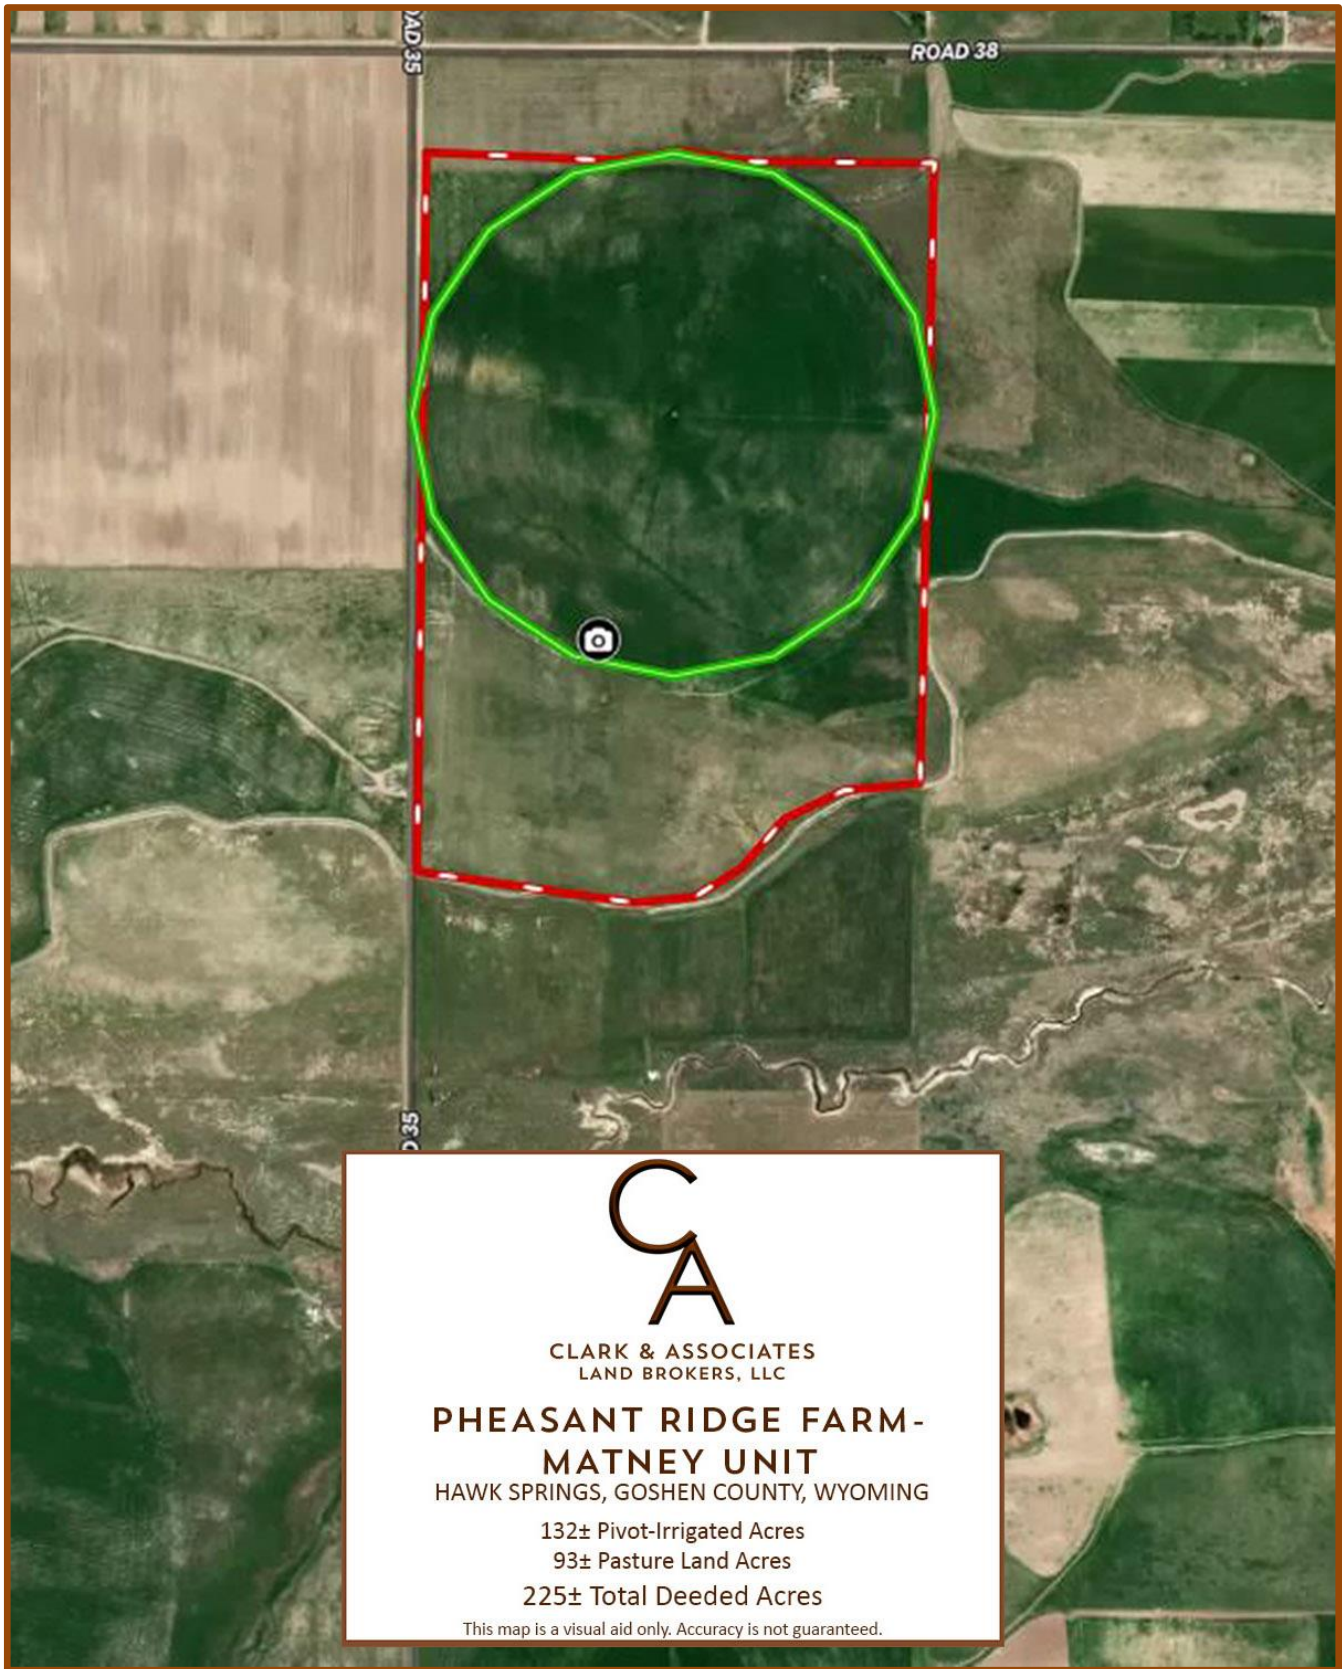 ROAD 38
AD 35
D 35
CA
CLARK & ASSOCIATES
LAND BROKERS, LLC
PHEASANT RIDGE FARM-
MATNEY UNIT
HAWK SPRINGS, GOSHEN COUNTY, WYOMING
132± Pivot-Irrigated Acres
93± Pasture Land Acres
225± Total Deeded Acres
This map is a visual aid only. Accuracy is not guaranteed.